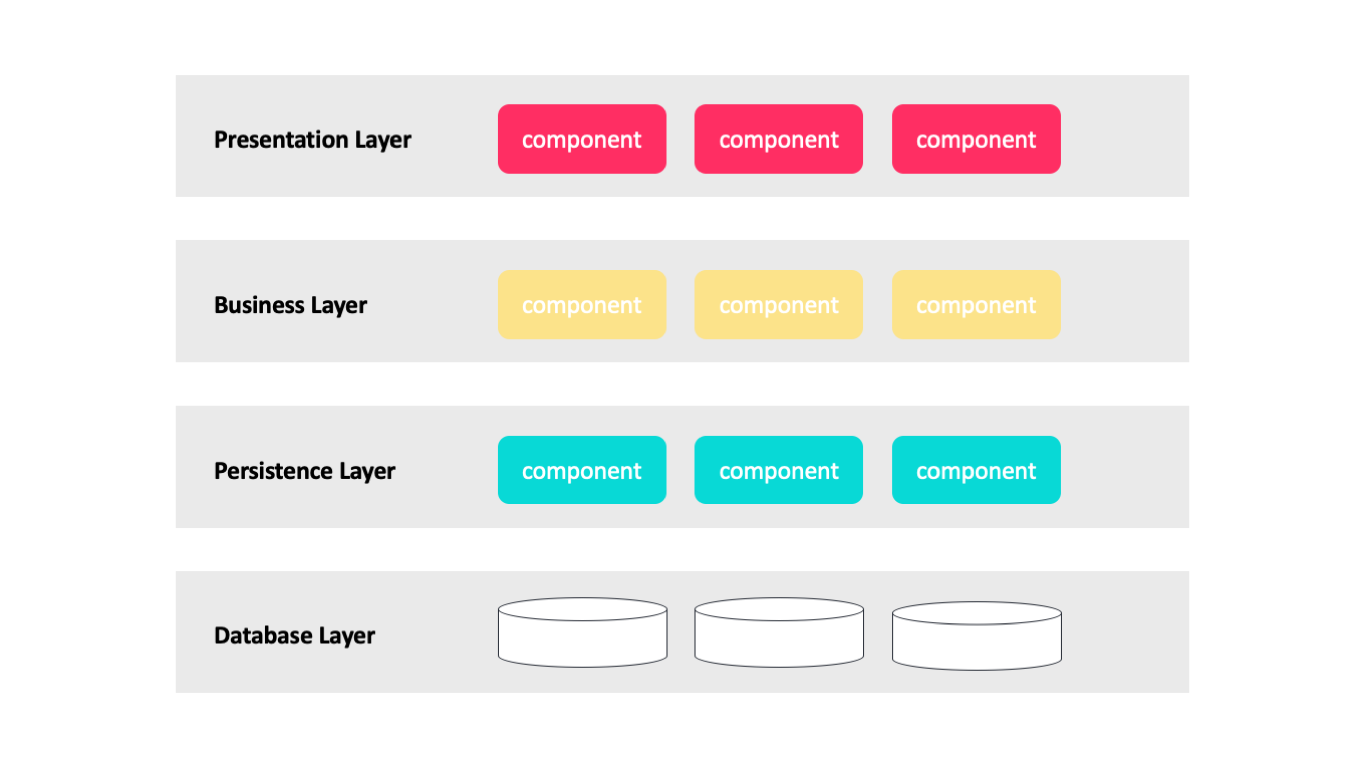 Presentation Layer component component component
Business Layer component component component
Persistence Layer component component component
Database Layer